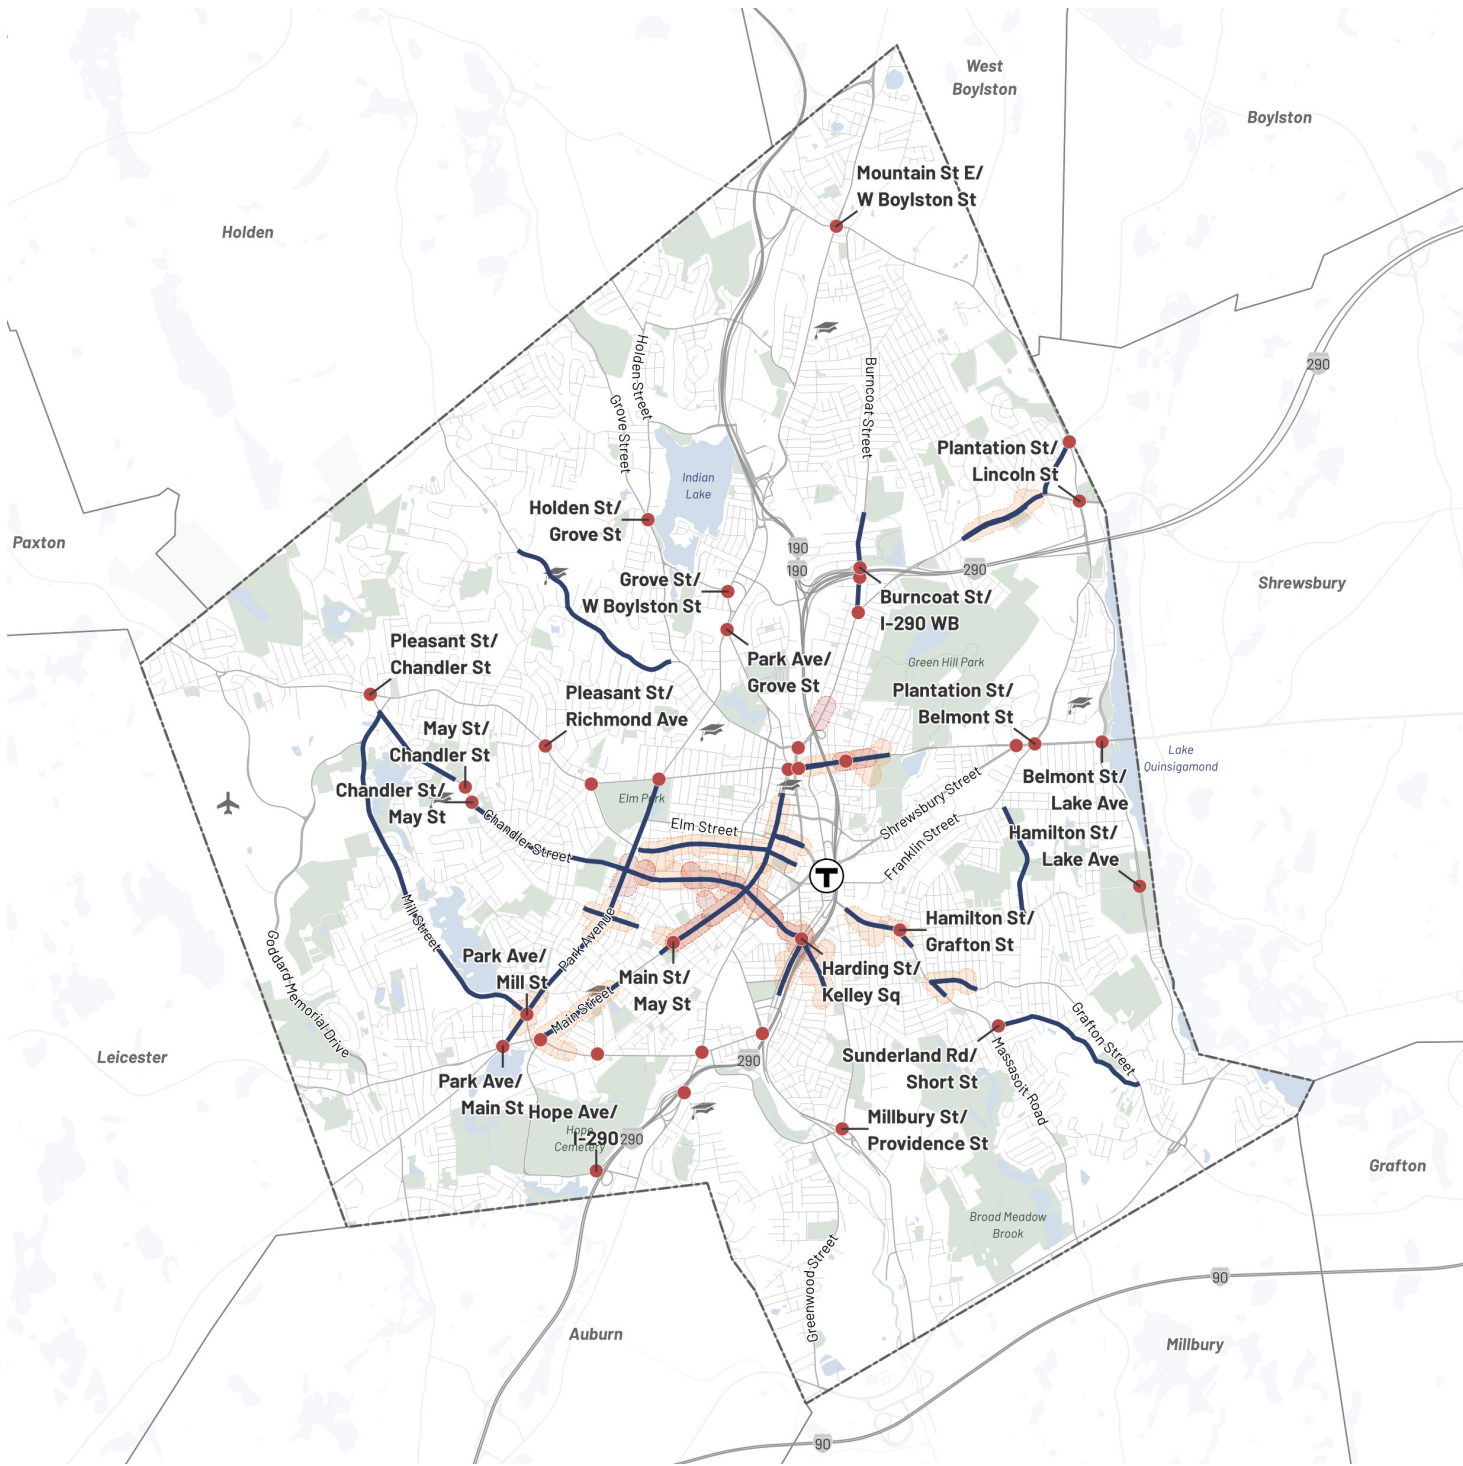 West
Boylston
Boylston
Mountain St E/
W Boylston St
Holden
Holden Street
Grove Street
Burncoat Street
290
Plantation St/
Lincoln St
Indian
Lake
Holden St/
Grove St
Paxton
190
190
290
Grove St/
W Boylston St
Burncoat St/
I-290 WB
Shrewsbury
Pleasant St/
Chandler St
Park Ave/
Grove St
Green Hill Park
Pleasant St/
Richmond Ave
Plantation St/
Belmont St
May St/
Chandler St
Lake
Quinsigamond
Chandler St/
May St
Elm Park
Belmont St/
Lake Ave
Shrewsbury Street
Chandler Street
Elm Street
Franklin Street
Hamilton St/
Lake Ave
T
Mill Street
Park Avenue
Hamilton St/
Grafton St
Goddard Memorial Drive
Park Ave/
Mill St
Main St/
May St
Harding St/
Kelley Sq
Main Street
Grafton Street
Leicester
290
Sunderland Rd/
Short St
Massasoit Road
Park Ave/
Main St
Hope Ave/
I-290
290
Hope
Cemetery
Millbury St/
Providence St
Grafton
Broad Meadow
Brook
Greenwood Street
90
Auburn
Millbury
90